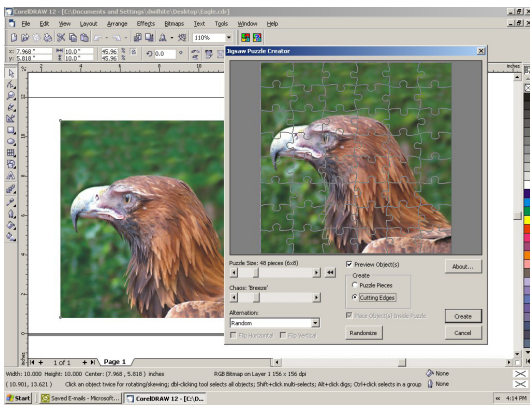 CorelDRAW 12 - [C:\Documents and Settings\dwillute\Desktop\Eagle.cdr]
File Edit View Layout Arrange Effects Bitmaps Text Tools Window Help
110%
x: 7.968 " 10.0 " 45.96 % 0.0 °
y: 5.818 " 10.0 " 45.96 %
Jigsaw Puzzle Creator
inches
Puzzle Size: 48 pieces (6x8)
Preview Object(s)
About...
Create
Puzzle Pieces
Chaos: 'Breeze'
Cutting Edges
Alternation:
Random
Place Object(s) Inside Puzzle
Create
Flip Horizontal Flip Vertical
Randomize
Cancel
1 of 1 Page 1
Width: 10.000 Height: 10.000 Center: (7.968 , 5.818 ) inches RGB Bitmap on Layer 1 156 x 156 dpi None
(10.901, 13.621 ) Click an object twice for rotating/skewing; dbl-clicking tool selects all objects; Shift+click multi-selects; Alt+click digs; Ctrl+click selects in a group None
Start Saved E-mails - Microsoft... CorelDRAW 12 - [C:\D... 4:14 PM